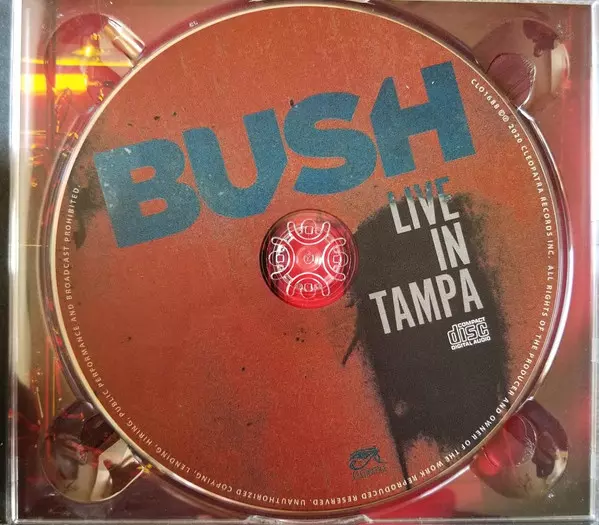 BUSH
LIVE
IN
TAMPA
COMPACT
disc
DIGITAL AUDIO
CLO1688 ℗© 2020 CLEOPATRA RECORDS INC. ALL RIGHTS OF THE PRODUCER AND OWNER OF THE WORK REPRODUCED RESERVED. UNAUTHORIZED COPYING, LENDING, HIRING, PUBLIC PERFORMANCE AND BROADCAST PROHIBITED.